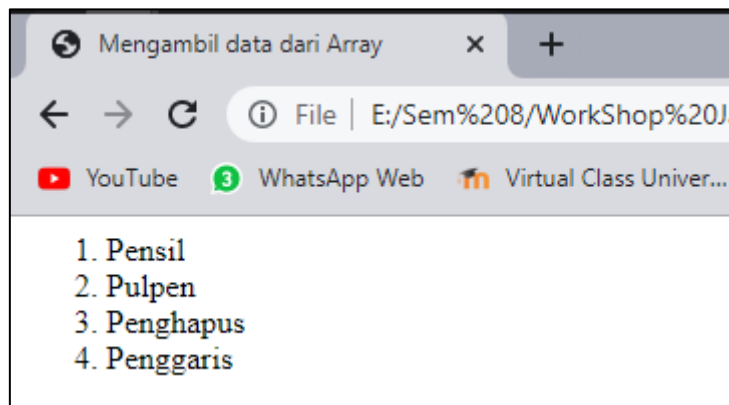 Mengambil data dari Array
File | E:/Sem%208/WorkShop%20J
YouTube 3 WhatsApp Web Virtual Class Univer...
1. Pensil
2. Pulpen
3. Penghapus
4. Penggaris